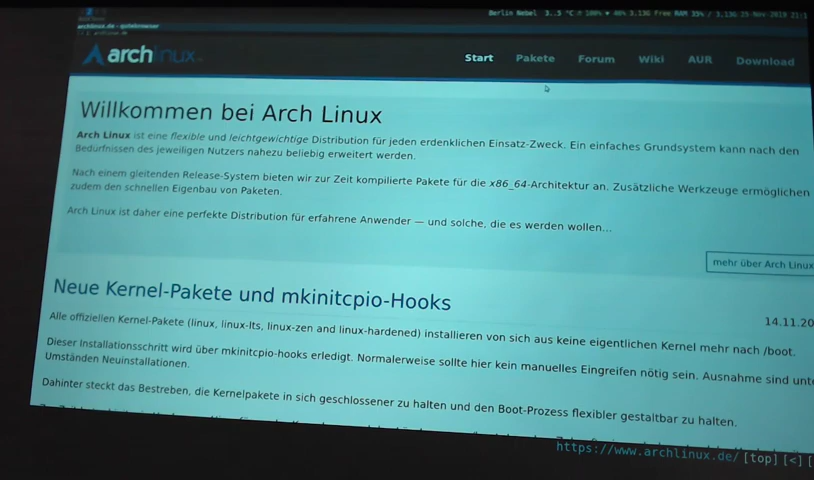 Berlin Nebel 3..5 °C
archlinux.de - qutebrowser
archlinux
Start Pakete Forum Wiki AUR Download
Willkommen bei Arch Linux
Arch Linux ist eine flexible und leichtgewichtige Distribution für jeden erdenklichen Einsatz-Zweck. Ein einfaches Grundsystem kann nach den
Bedürfnissen des jeweiligen Nutzers nahezu beliebig erweitert werden.
Nach einem gleitenden Release-System bieten wir zur Zeit kompilierte Pakete für die x86_64-Architektur an. Zusätzliche Werkzeuge ermöglichen
zudem den schnellen Eigenbau von Paketen.
Arch Linux ist daher eine perfekte Distribution für erfahrene Anwender — und solche, die es werden wollen...
mehr über Arch Linux
Neue Kernel-Pakete und mkinitcpio-Hooks
14.11.20
Alle offiziellen Kernel-Pakete (linux, linux-lts, linux-zen and linux-hardened) installieren von sich aus keine eigentlichen Kernel mehr nach /boot.
Dieser Installationsschritt wird über mkinitcpio-hooks erledigt. Normalerweise sollte hier kein manuelles Eingreifen nötig sein. Ausnahme sind unte
Umständen Neuinstallationen.
Dahinter steckt das Bestreben, die Kernelpakete in sich geschlossener zu halten und den Boot-Prozess flexibler gestaltbar zu halten.
https://www.archlinux.de/ [top] [<] [